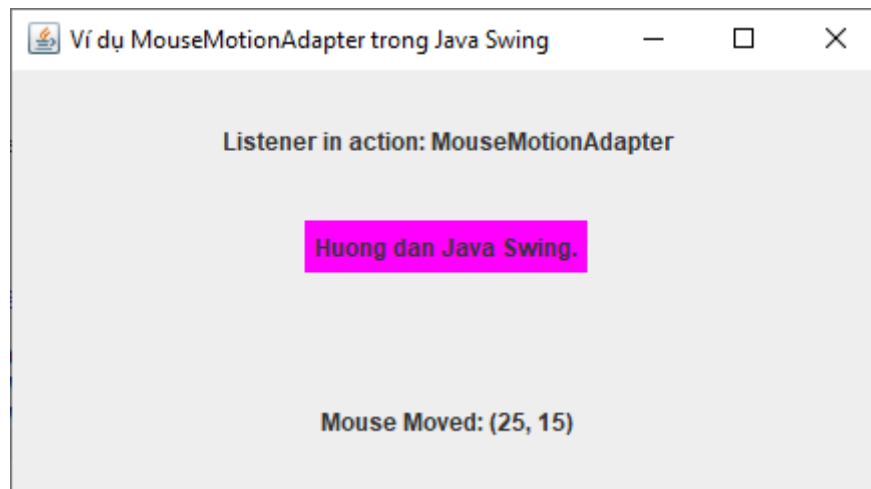 Ví dụ MouseMotionAdapter trong Java Swing
Listener in action: MouseMotionAdapter
Huong dan Java Swing.
Mouse Moved: (25, 15)